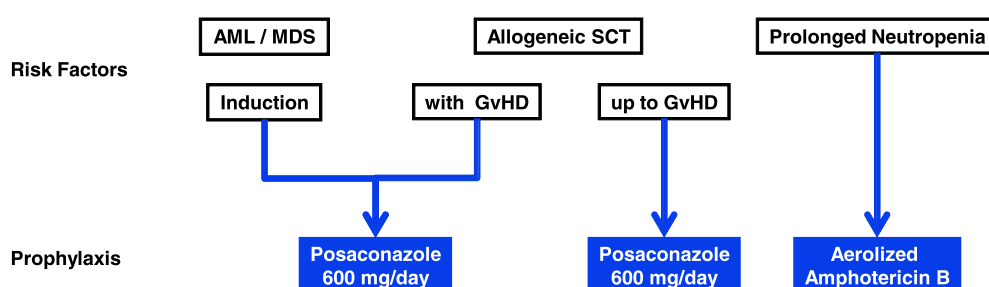 AML / MDS
Allogeneic SCT
Prolonged Neutropenia
Risk Factors
Induction
with GvHD
up to GvHD
Prophylaxis
Posaconazole
600 mg/day
Posaconazole
600 mg/day
Aerolized
Amphotericin B